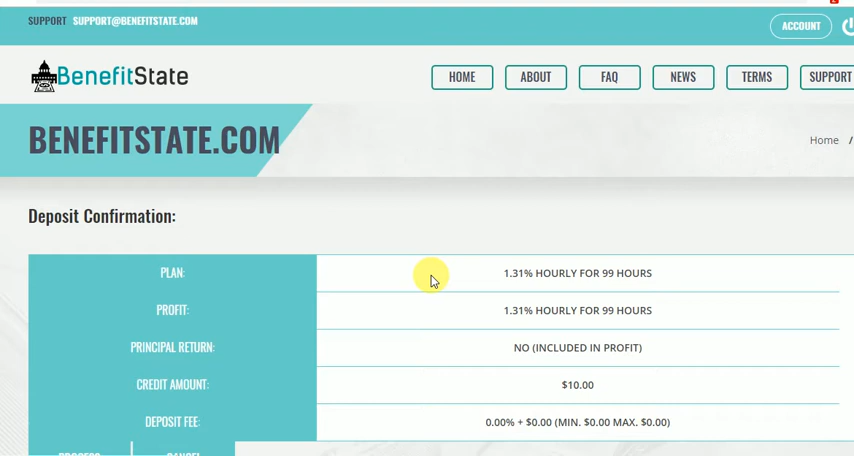 SUPPORT SUPPORT@BENEFITSTATE.COM
ACCOUNT
BenefitState
HOME ABOUT FAQ NEWS TERMS SUPPORT
BENEFITSTATE.COM
Home /
Deposit Confirmation:
PLAN: 1.31% HOURLY FOR 99 HOURS
PROFIT: 1.31% HOURLY FOR 99 HOURS
PRINCIPAL RETURN: NO (INCLUDED IN PROFIT)
CREDIT AMOUNT: $10.00
DEPOSIT FEE: 0.00% + $0.00 (MIN. $0.00 MAX. $0.00)
PROCESS CANCEL